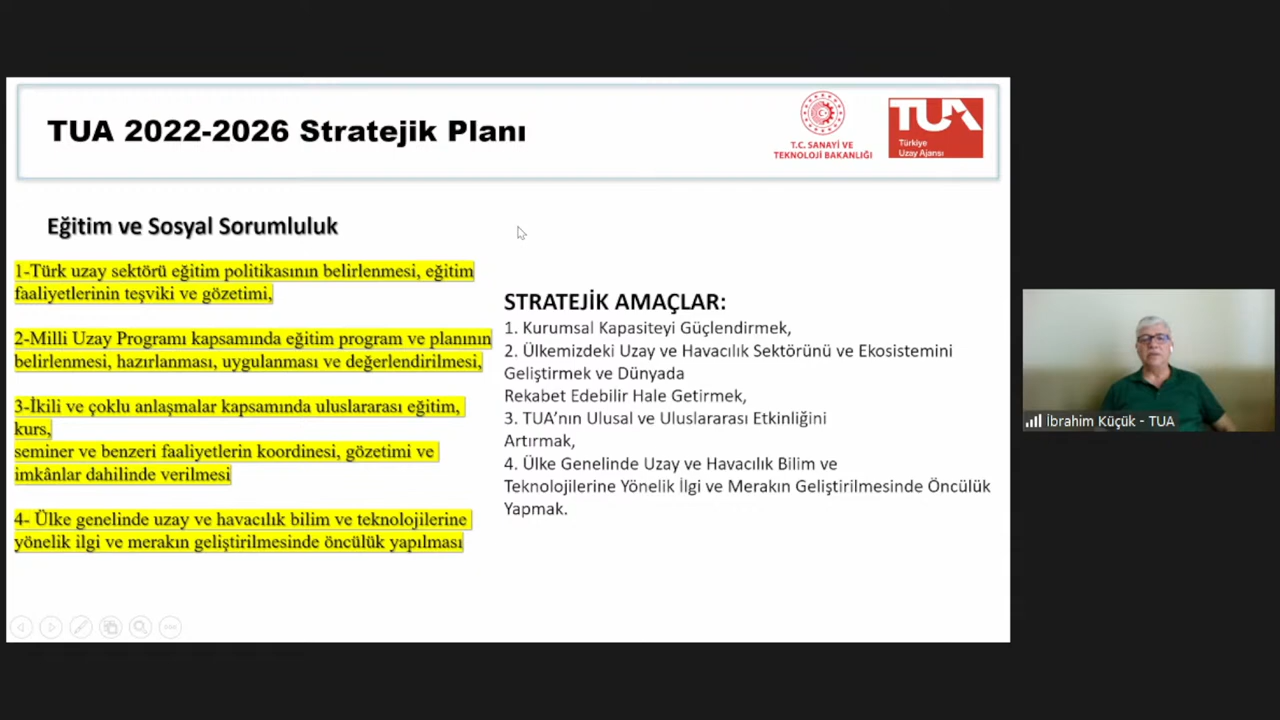 TUA 2022-2026 Stratejik Planı
T.C. SANAYİ VE
TEKNOLOJİ BAKANLIĞI
TUA
Türkiye
Uzay Ajansı
Eğitim ve Sosyal Sorumluluk
1-Türk uzay sektörü eğitim politikasının belirlenmesi, eğitim
faaliyetlerinin teşviki ve gözetimi,
2-Milli Uzay Programı kapsamında eğitim program ve planının
belirlenmesi, hazırlanması, uygulanması ve değerlendirilmesi,
3-İkili ve çoklu anlaşmalar kapsamında uluslararası eğitim,
kurs,
seminer ve benzeri faaliyetlerin koordinesi, gözetimi ve
imkânlar dahilinde verilmesi
4- Ülke genelinde uzay ve havacılık bilim ve teknolojilerine
yönelik ilgi ve merakın geliştirilmesinde öncülük yapılması
STRATEJİK AMAÇLAR:
1. Kurumsal Kapasiteyi Güçlendirmek,
2. Ülkemizdeki Uzay ve Havacılık Sektörünü ve Ekosistemini
Geliştirmek ve Dünyada
Rekabet Edebilir Hale Getirmek,
3. TUA'nın Ulusal ve Uluslararası Etkinliğini
Artırmak,
4. Ülke Genelinde Uzay ve Havacılık Bilim ve
Teknolojilerine Yönelik İlgi ve Merakın Geliştirilmesinde Öncülük
Yapmak.
İbrahim Küçük - TUA